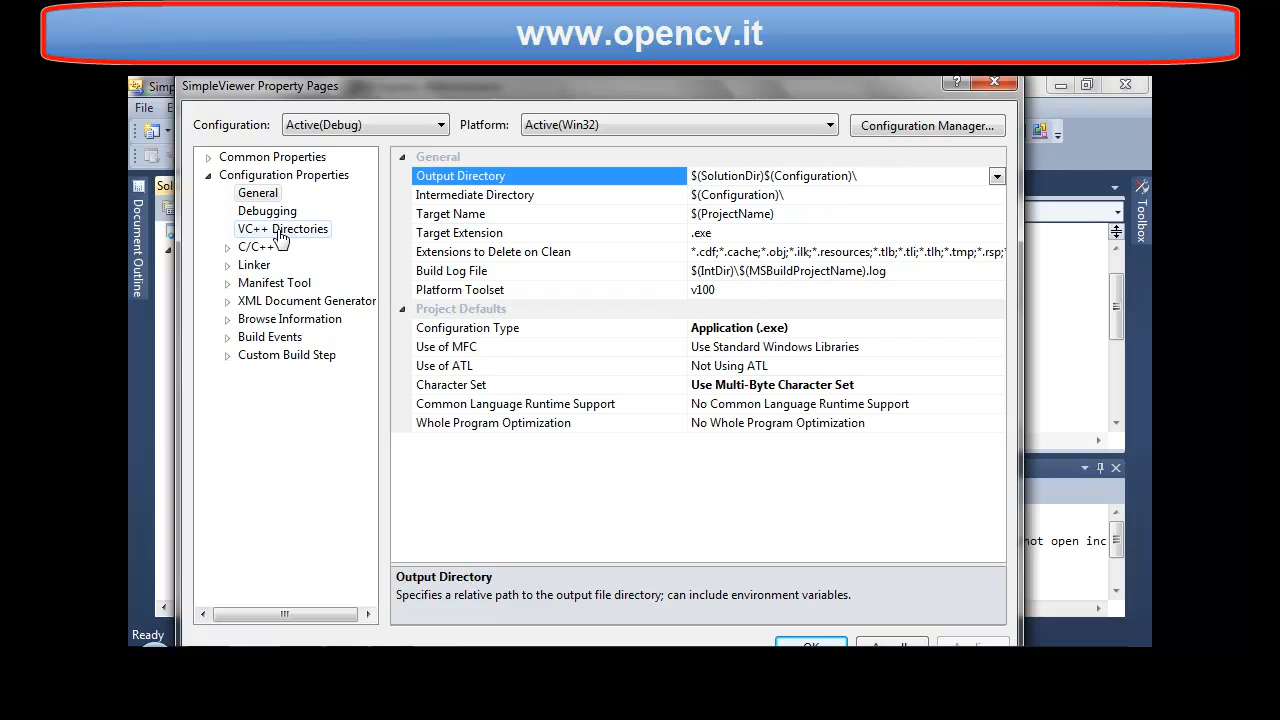 www.opencv.it
SimpleViewer Property Pages
File
Configuration:
Active(Debug)
Platform:
Active(Win32)
Configuration Manager...
Common Properties
Configuration Properties
General
Debugging
VC++ Directories
C/C++
Linker
Manifest Tool
XML Document Generator
Browse Information
Build Events
Custom Build Step
General
Output Directory $(SolutionDir)$(Configuration)\
Intermediate Directory $(Configuration)\
Target Name $(ProjectName)
Target Extension .exe
Extensions to Delete on Clean *.cdf;*.cache;*.obj;*.ilk;*.resources;*.tlb;*.tli;*.tlh;*.tmp;*.rsp;
Build Log File $(IntDir)\$(MSBuildProjectName).log
Platform Toolset v100
Project Defaults
Configuration Type Application (.exe)
Use of MFC Use Standard Windows Libraries
Use of ATL Not Using ATL
Character Set Use Multi-Byte Character Set
Common Language Runtime Support No Common Language Runtime Support
Whole Program Optimization No Whole Program Optimization
Output Directory
Specifies a relative path to the output file directory; can include environment variables.
Document Outline
Toolbox
not open inc
Ready